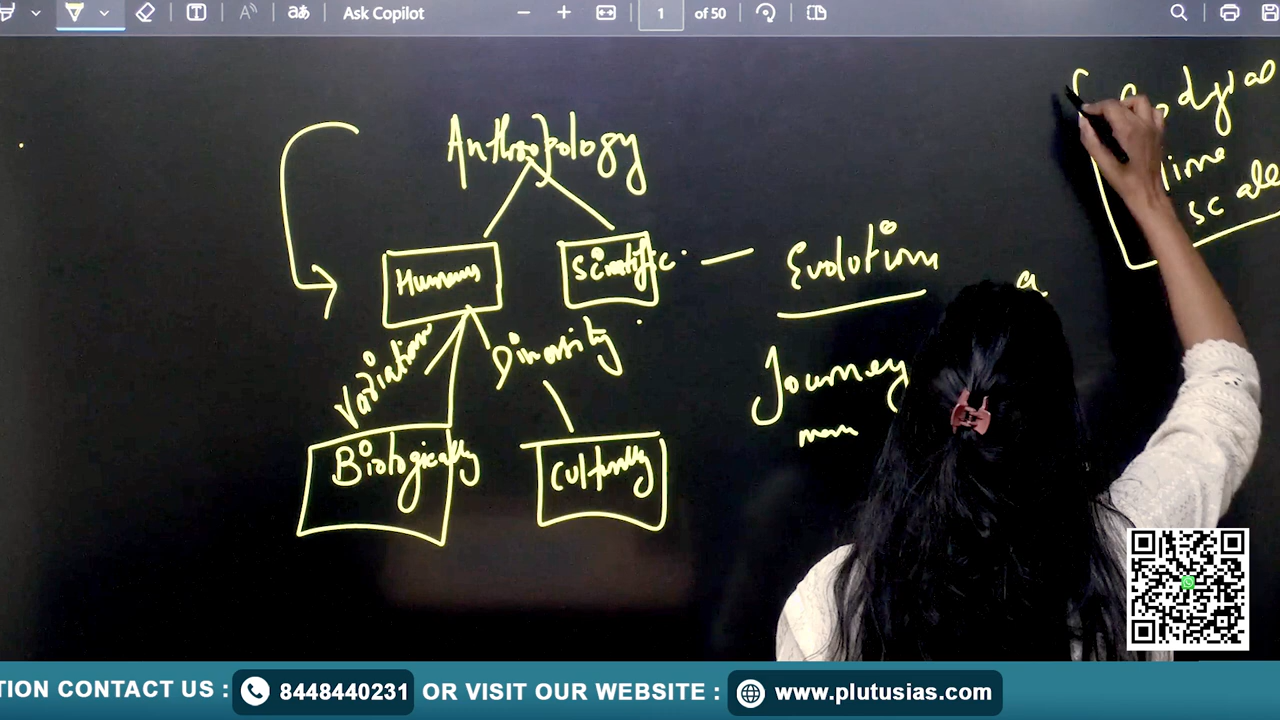 Ask Copilot
1 of 50
Anthropology
Humans
Scientific
Evolution
Variation
Diversity
Journey
man
Biologically
Culturally
Time
Scale
TION CONTACT US : 8448440231 OR VISIT OUR WEBSITE : www.plutusias.com